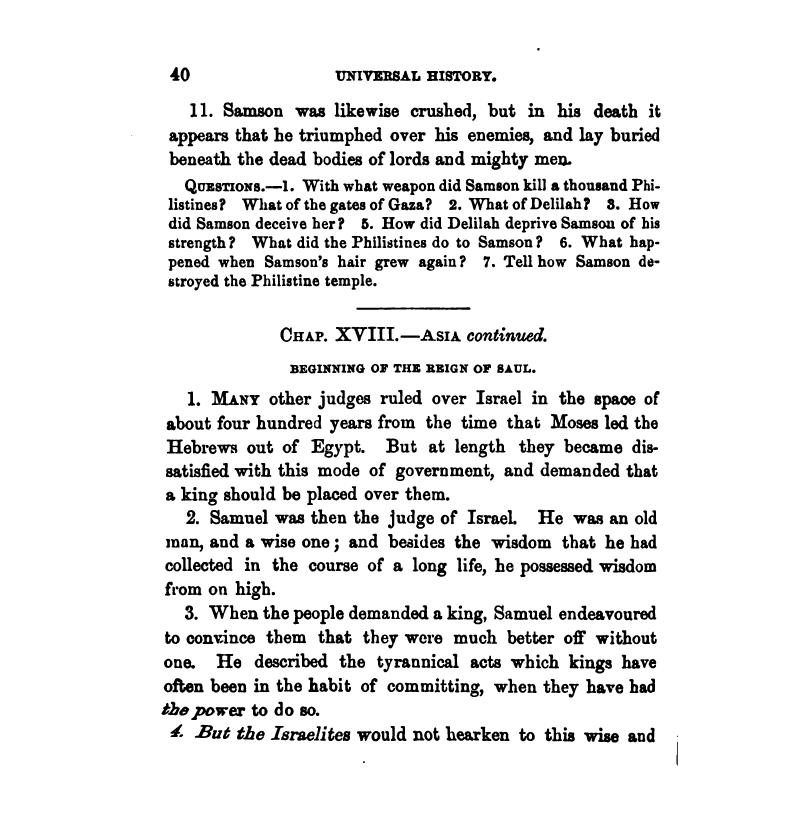 40 UNIVERSAL HISTORY.
11. Samson was likewise crushed, but in his death it
appears that he triumphed over his enemies, and lay buried
beneath the dead bodies of lords and mighty men.
QUESTIONS.—1. With what weapon did Samson kill a thousand Phi-
listines? What of the gates of Gaza? 2. What of Delilah? 3. How
did Samson deceive her? 5. How did Delilah deprive Samson of his
strength? What did the Philistines do to Samson? 6. What hap-
pened when Samson's hair grew again? 7. Tell how Samson de-
stroyed the Philistine temple.
CHAP. XVIII.—ASIA continued.
BEGINNING OF THE REIGN OF SAUL.
1. MANY other judges ruled over Israel in the space of
about four hundred years from the time that Moses led the
Hebrews out of Egypt. But at length they became dis-
satisfied with this mode of government, and demanded that
a king should be placed over them.
2. Samuel was then the judge of Israel. He was an old
man, and a wise one; and besides the wisdom that he had
collected in the course of a long life, he possessed wisdom
from on high.
3. When the people demanded a king, Samuel endeavoured
to convince them that they were much better off without
one. He described the tyrannical acts which kings have
often been in the habit of committing, when they have had
the power to do so.
4. But the Israelites would not hearken to this wise and